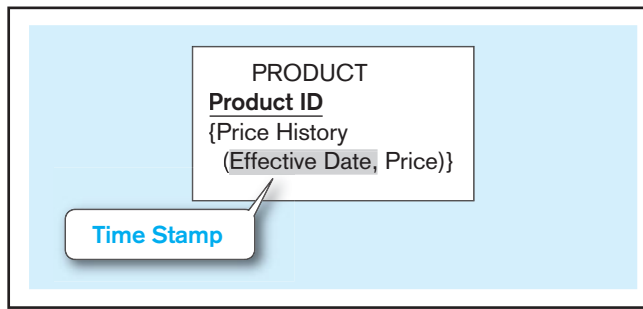 PRODUCT
Product ID
{Price History
(Effective Date, Price)}
Time Stamp